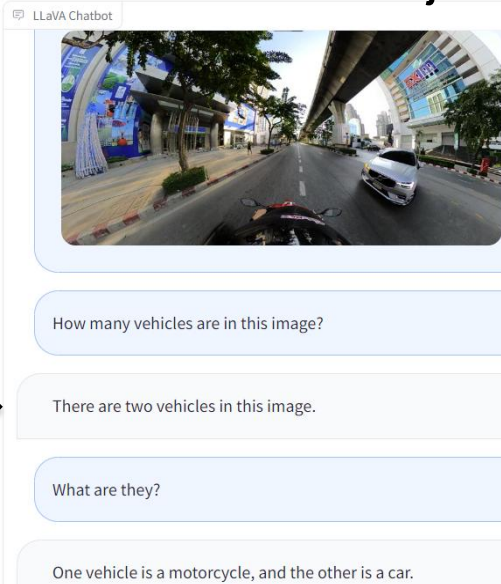 LLaVA Chatbot
How many vehicles are in this image?
There are two vehicles in this image.
What are they?
One vehicle is a motorcycle, and the other is a car.